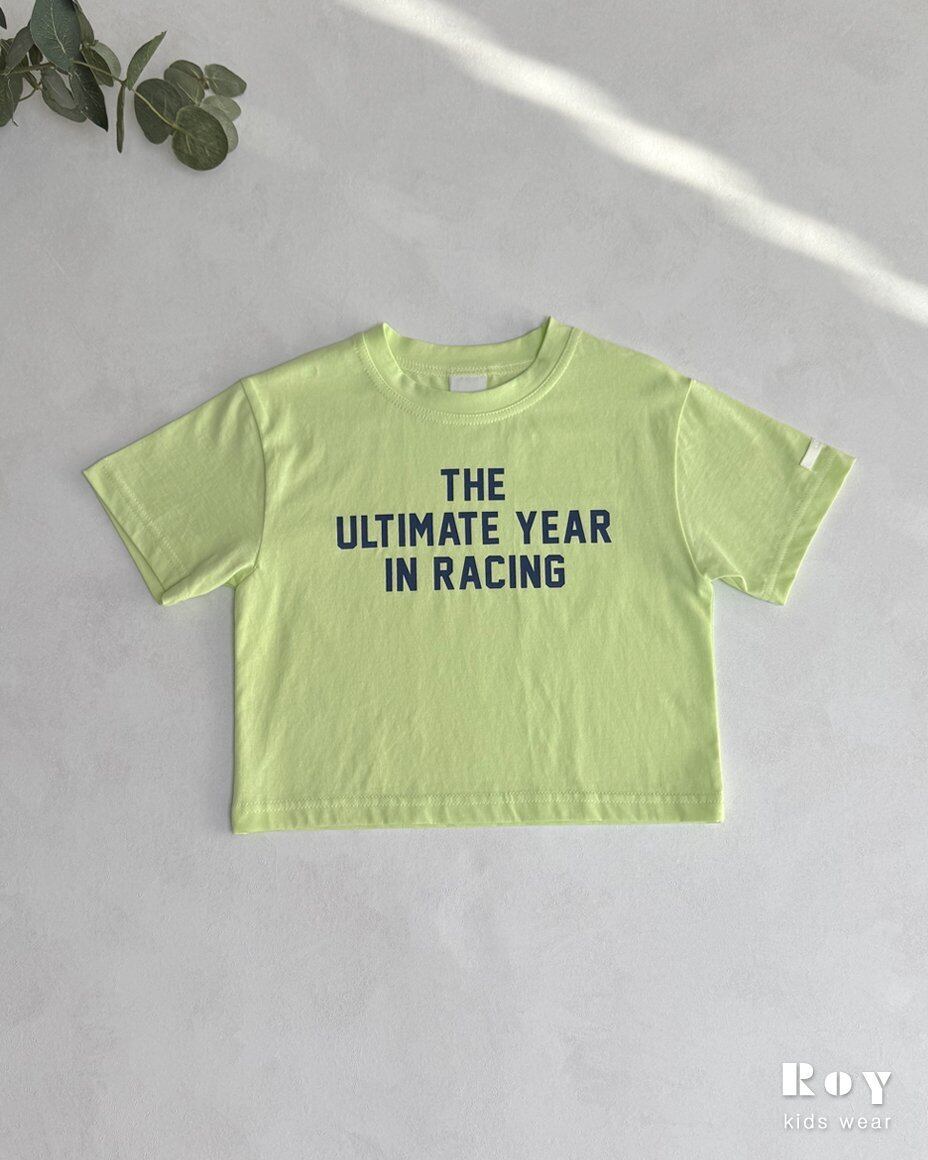 THE
ULTIMATE YEAR
IN RACING
Roy
kids wear